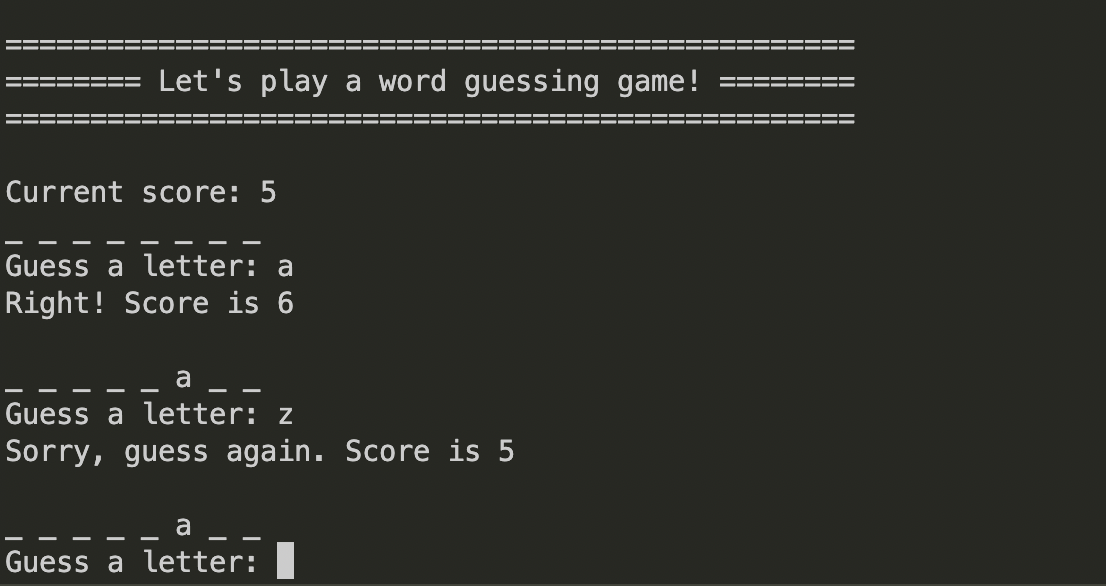 ==================================================
======== Let's play a word guessing game! ========
==================================================
Current score: 5
_ _ _ _ _ _ _ _
Guess a letter: a
Right! Score is 6
_ _ _ _ _ a _ _
Guess a letter: z
Sorry, guess again. Score is 5
_ _ _ _ _ a _ _
Guess a letter: